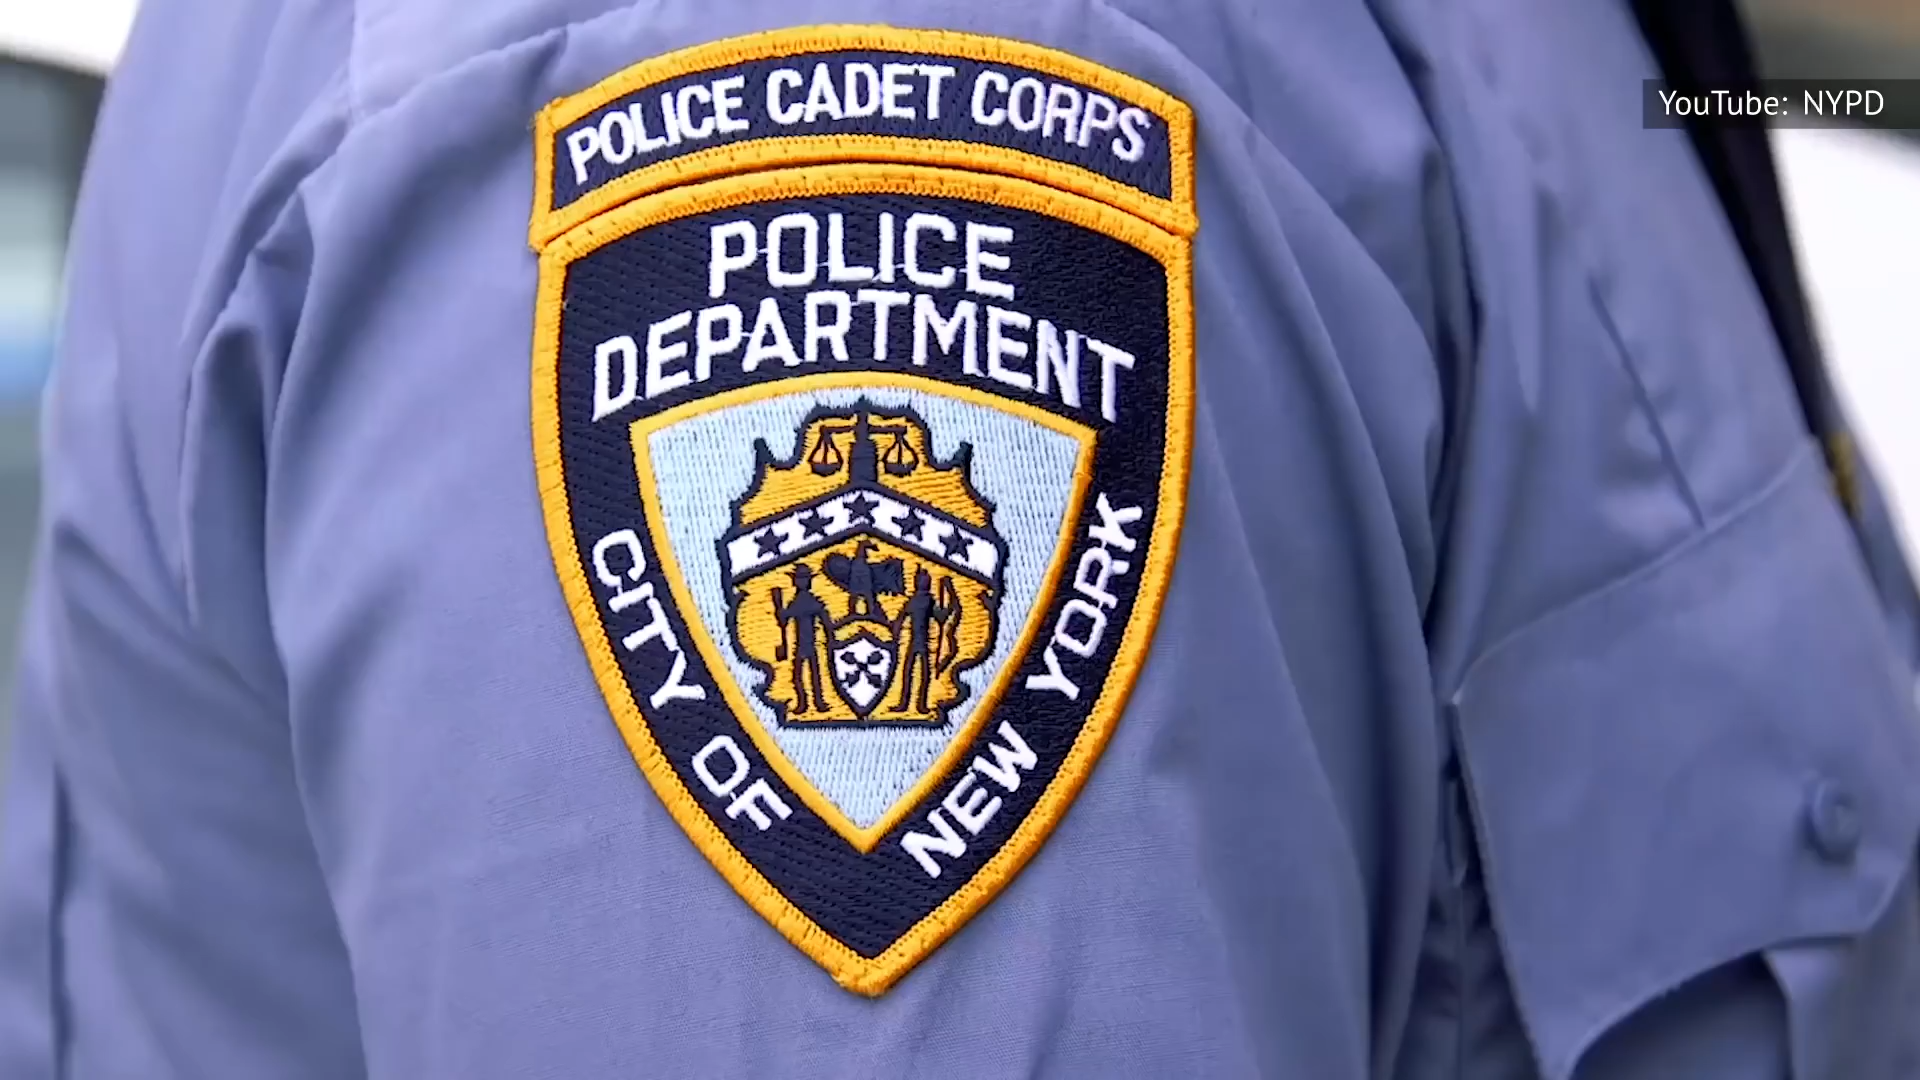 POLICE CADET CORPS
POLICE
DEPARTMENT
CITY OF
NEW YORK
YouTube: NYPD